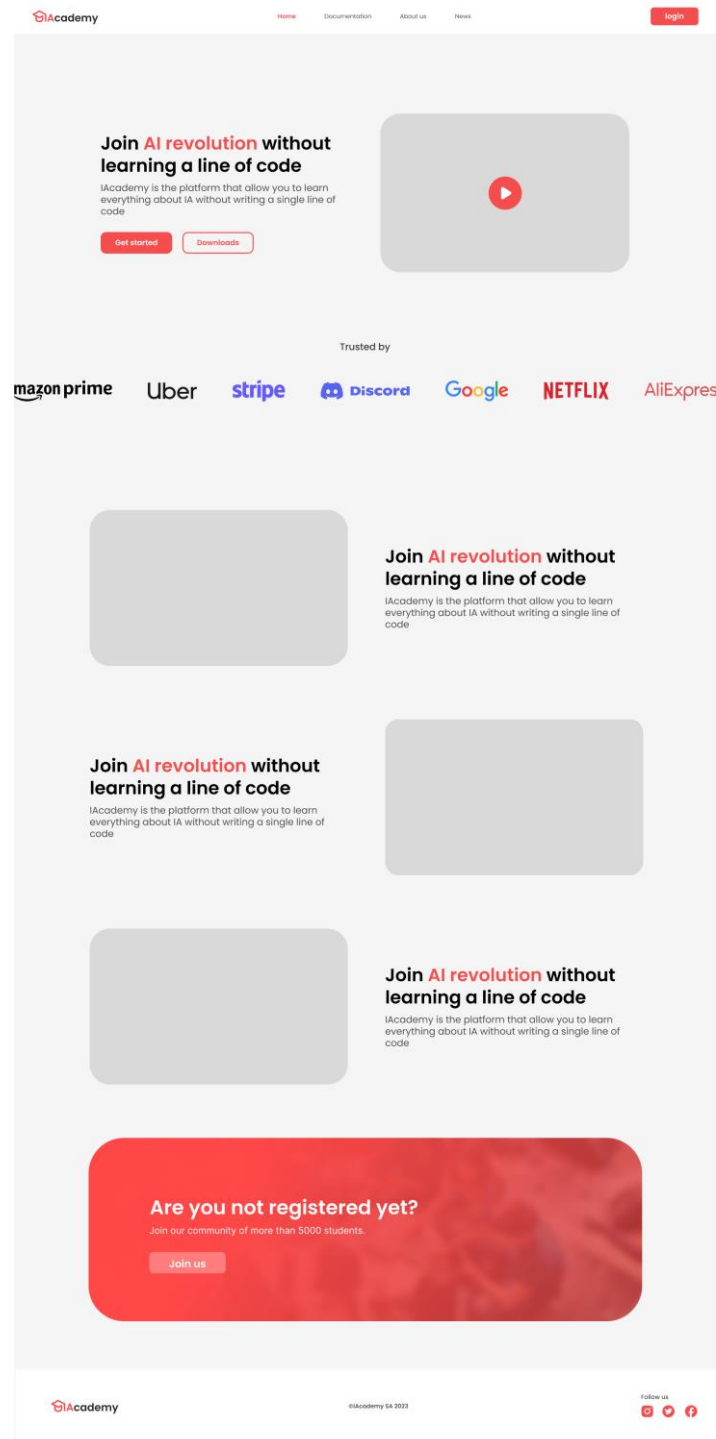 IAcademy
Home Documentation About us News
login
Join AI revolution without
learning a line of code
IAcademy is the platform that allow you to learn
everything about IA without writing a single line of
code
Get started Downloads
Trusted by
mazon prime Uber stripe Discord Google NETFLIX AliExpres
Join AI revolution without
learning a line of code
IAcademy is the platform that allow you to learn
everything about IA without writing a single line of
code
Join AI revolution without
learning a line of code
IAcademy is the platform that allow you to learn
everything about IA without writing a single line of
code
Join AI revolution without
learning a line of code
IAcademy is the platform that allow you to learn
everything about IA without writing a single line of
code
Are you not registered yet?
Join our community of more than 5000 students.
Join us
IAcademy
©IAcademy SA 2023
Follow us